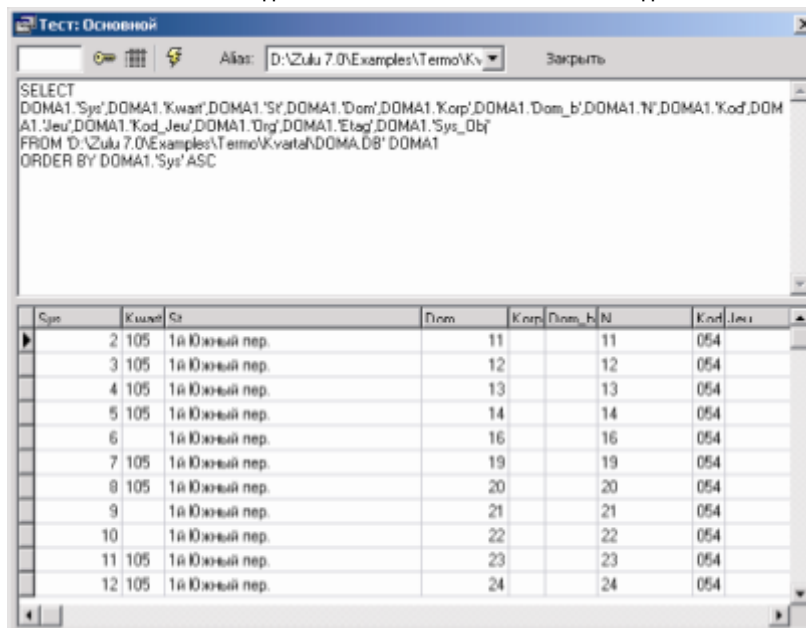 Тест: Основной
Alias: D:\Zulu 7.0\Examples\Termo\Kv Закрыть
SELECT
DOMA1.'Sys',DOMA1.'Kwart',DOMA1.'St',DOMA1.'Dom',DOMA1.'Korp',DOMA1.'Dom_b',DOMA1.'N',DOMA1.'Kod',DOM
A1.'Jeu',DOMA1.'Kod_Jeu',DOMA1.'Org',DOMA1.'Etag',DOMA1.'Sys_Obj'
FROM 'D:\Zulu 7.0\Examples\Termo\Kvartal\DOMA.DB' DOMA1
ORDER BY DOMA1.'Sys' ASC
Sys Kwart St Dom Korp Dom_b N Kod Jeu
2 105 1й Южный пер. 11 11 054
3 105 1й Южный пер. 12 12 054
4 105 1й Южный пер. 13 13 054
5 105 1й Южный пер. 14 14 054
6 1й Южный пер. 16 16 054
7 105 1й Южный пер. 19 19 054
8 105 1й Южный пер. 20 20 054
9 1й Южный пер. 21 21 054
10 1й Южный пер. 22 22 054
11 105 1й Южный пер. 23 23 054
12 105 1й Южный пер. 24 24 054